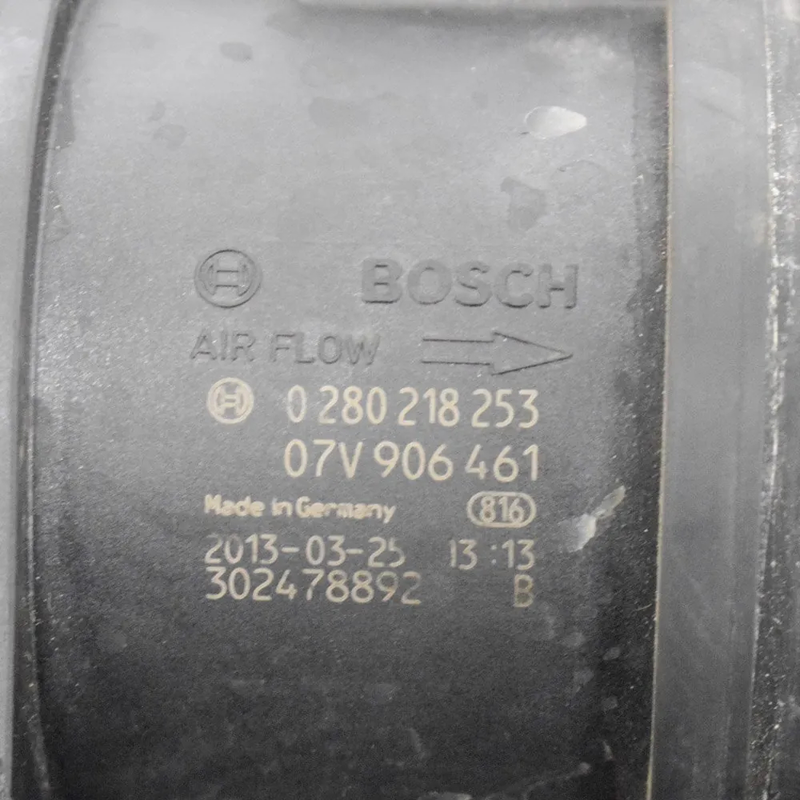 BOSCH
AIR FLOW
0 280 218 253
07V 906 461
Made in Germany 816
2013-03-25 13:13
302478892 B